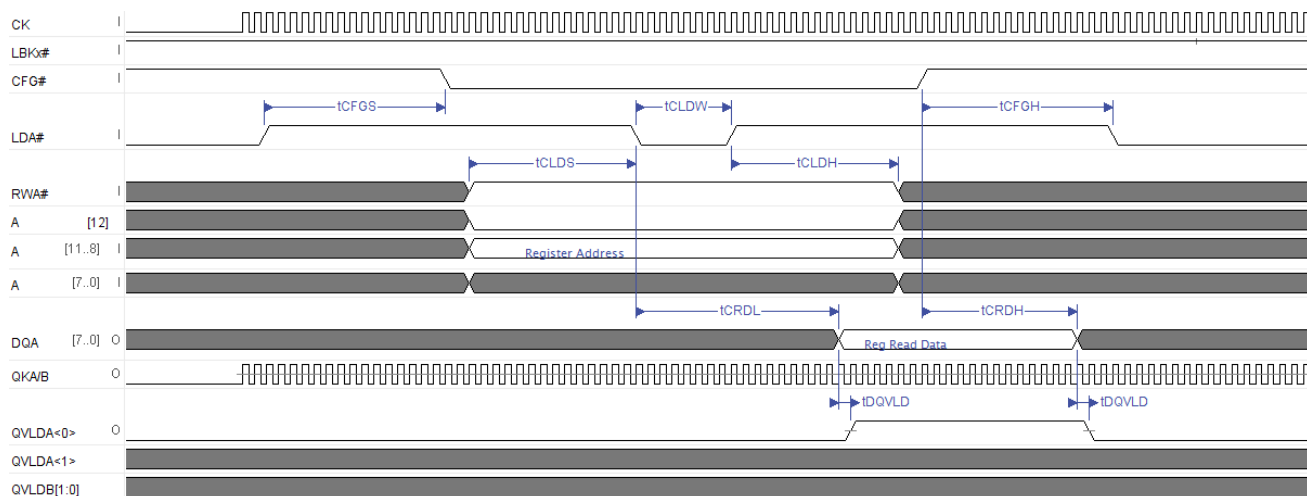 CK I
LBKx# I
CFG# I
tCFGS tCLDW tCFGH
LDA# I
tCLDS tCLDH
RWA# I
A [12]
A [11..8] I Register Address
A [7..0] I
tCRDL tCRDH
DQA [7..0] O Reg Read Data
QKA/B O
tDQVLD tDQVLD
QVLDA<0> O
QVLDA<1>
QVLDB[1:0]